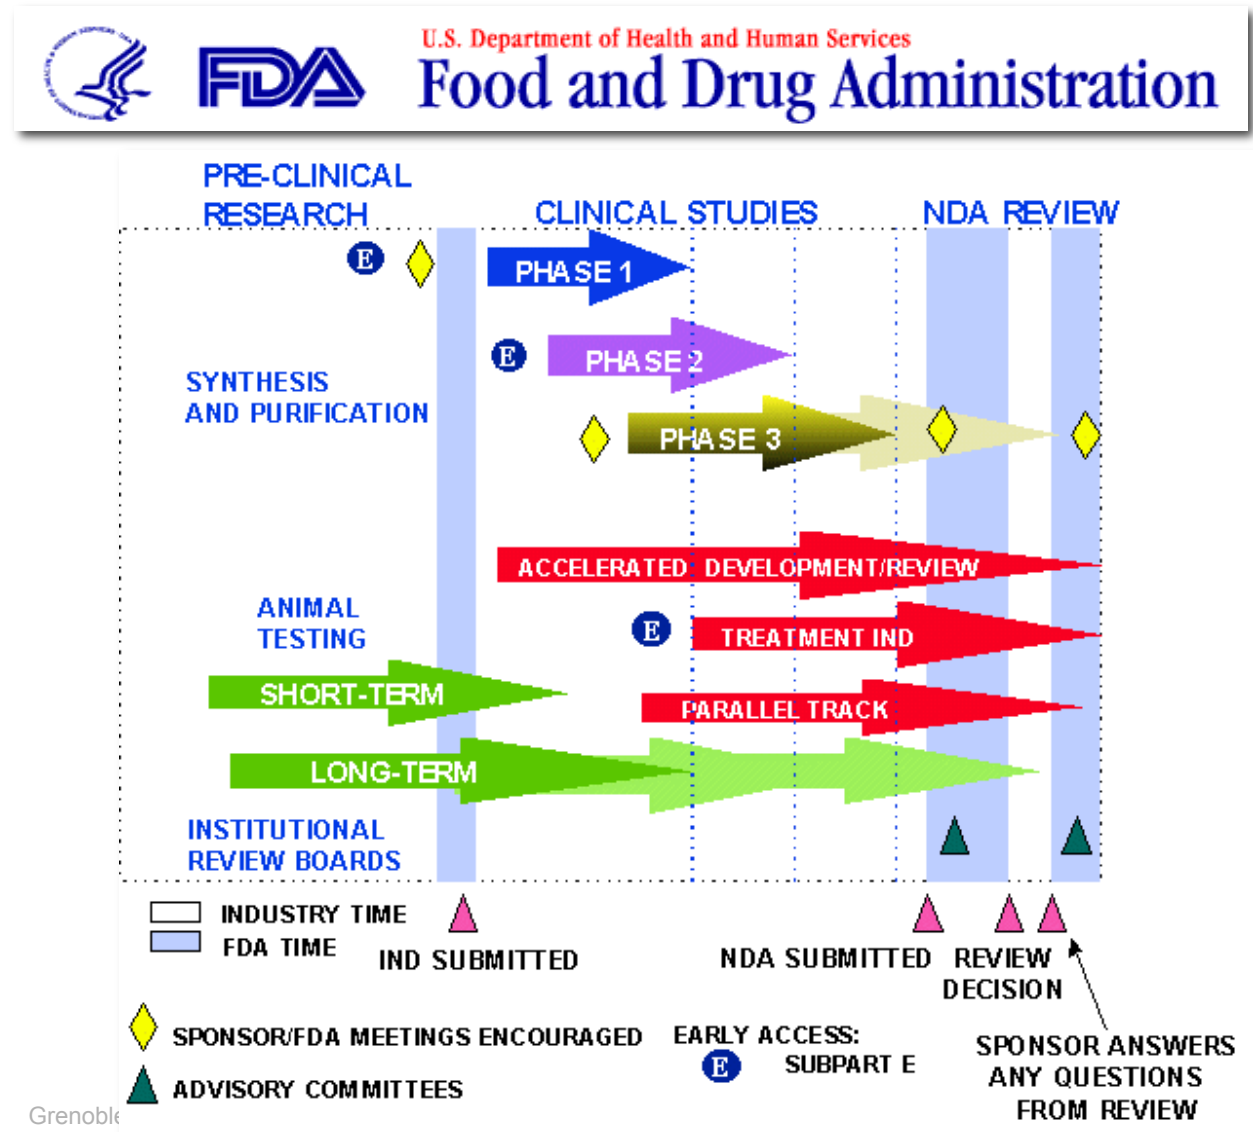 U.S. Department of Health and Human Services
FDA
Food and Drug Administration
PRE-CLINICAL
RESEARCH
CLINICAL STUDIES
NDA REVIEW
E
PHASE 1
E
PHASE 2
SYNTHESIS
AND PURIFICATION
PHASE 3
ACCELERATED DEVELOPMENT/REVIEW
ANIMAL
TESTING
E
TREATMENT IND
SHORT-TERM
PARALLEL TRACK
LONG-TERM
INSTITUTIONAL
REVIEW BOARDS
INDUSTRY TIME
FDA TIME
IND SUBMITTED
NDA SUBMITTED
REVIEW
DECISION
SPONSOR/FDA MEETINGS ENCOURAGED
EARLY ACCESS:
E
SUBPART E
SPONSOR ANSWERS
ANY QUESTIONS
FROM REVIEW
ADVISORY COMMITTEES
Grenoble